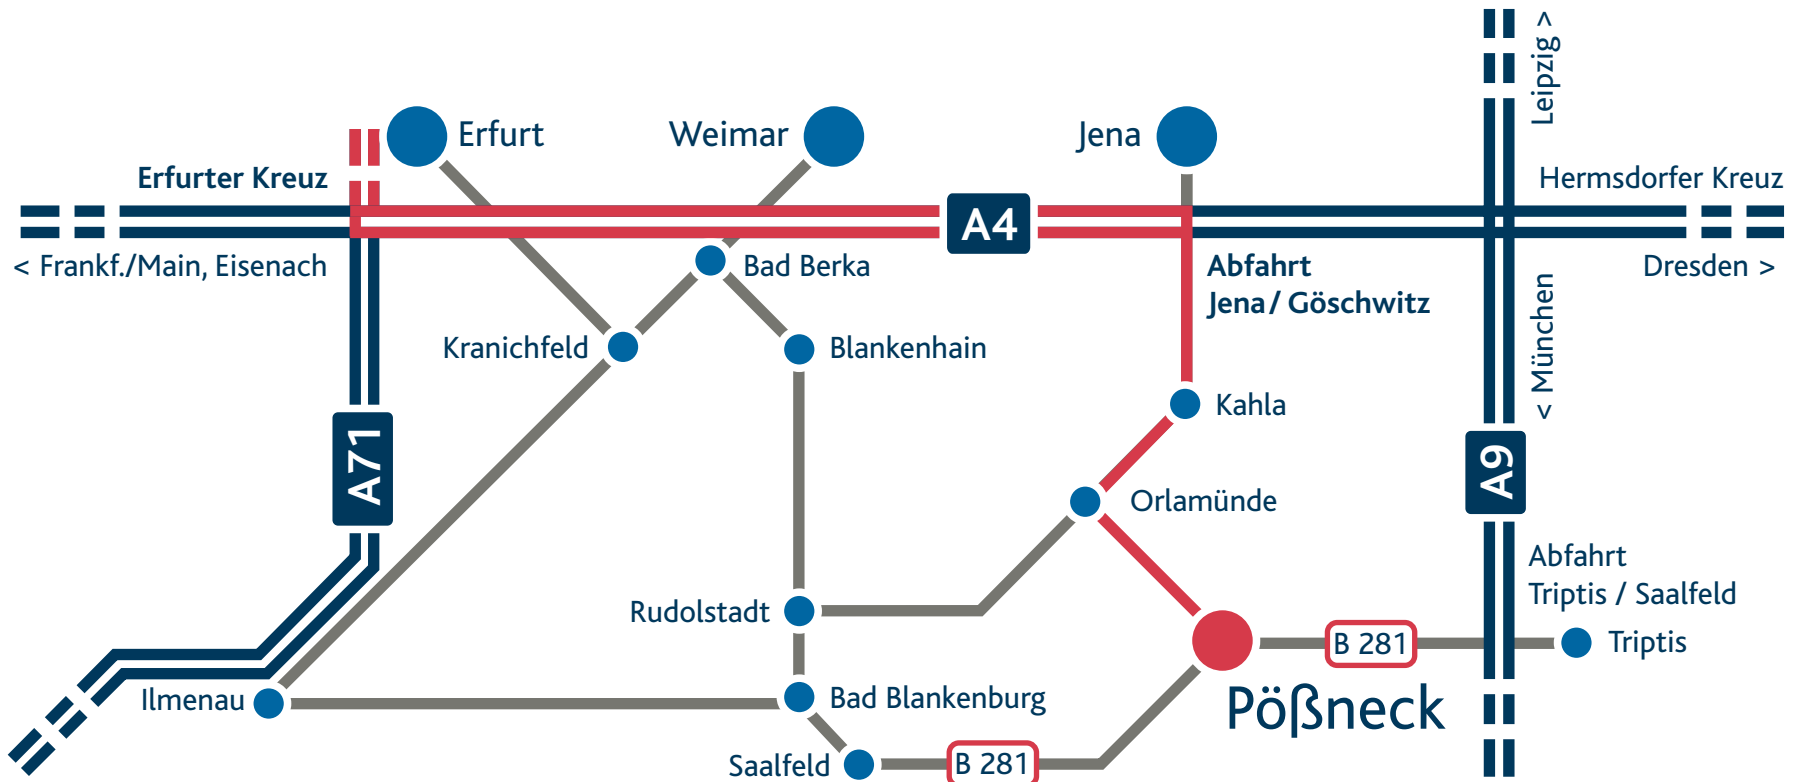 Leipzig >
Erfurt
Weimar
Jena
Erfurter Kreuz
Hermsdorfer Kreuz
A4
< Frankf./Main, Eisenach
Bad Berka
Abfahrt
Jena / Göschwitz
Dresden >
< München
Kranichfeld
Blankenhain
Kahla
A71
A9
Orlamünde
Abfahrt
Triptis / Saalfeld
Rudolstadt
B 281
Triptis
Ilmenau
Bad Blankenburg
Pößneck
Saalfeld
B 281